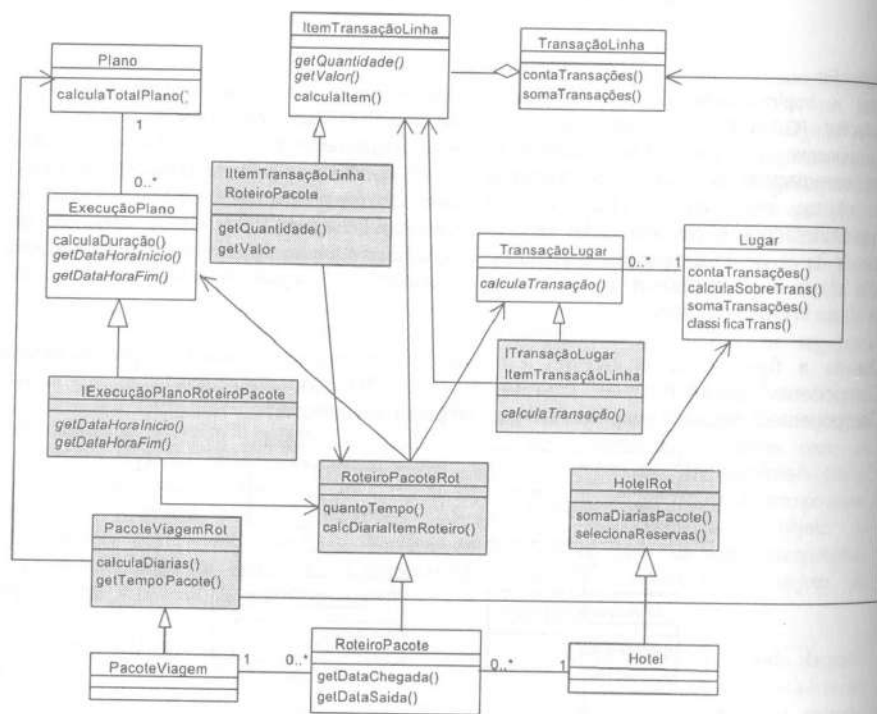 ItemTransaçãoLinha
getQuantidade()
getValor()
calculaItem()
TransaçãoLinha
contaTransações()
somaTransações()
Plano
calculaTotalPlano(
1
0..*
IItemTransaçãoLinha
RoteiroPacote
getQuantidade()
getValor
ExecuçãoPlano
calculaDuração()
getDataHoraInicio()
getDataHoraFim()
TransaçãoLugar
calculaTransação()
0..*
1
Lugar
contaTransações()
calculaSobreTrans()
somaTransações()
classificaTrans()
ITransaçãoLugar
ItemTransaçãoLinha
calculaTransação()
IExecuçãoPlanoRoteiroPacote
getDataHoraInicio()
getDataHoraFim()
RoteiroPacoteRot
quantoTempo()
calcDiariaItemRoteiro()
HotelRot
somaDiariasPacote()
selecionaReservas()
PacoteViagemRot
calculaDiarias()
getTempoPacote()
PacoteViagem
1
0..*
RoteiroPacote
getDataChegada()
getDataSaida()
0..*
1
Hotel